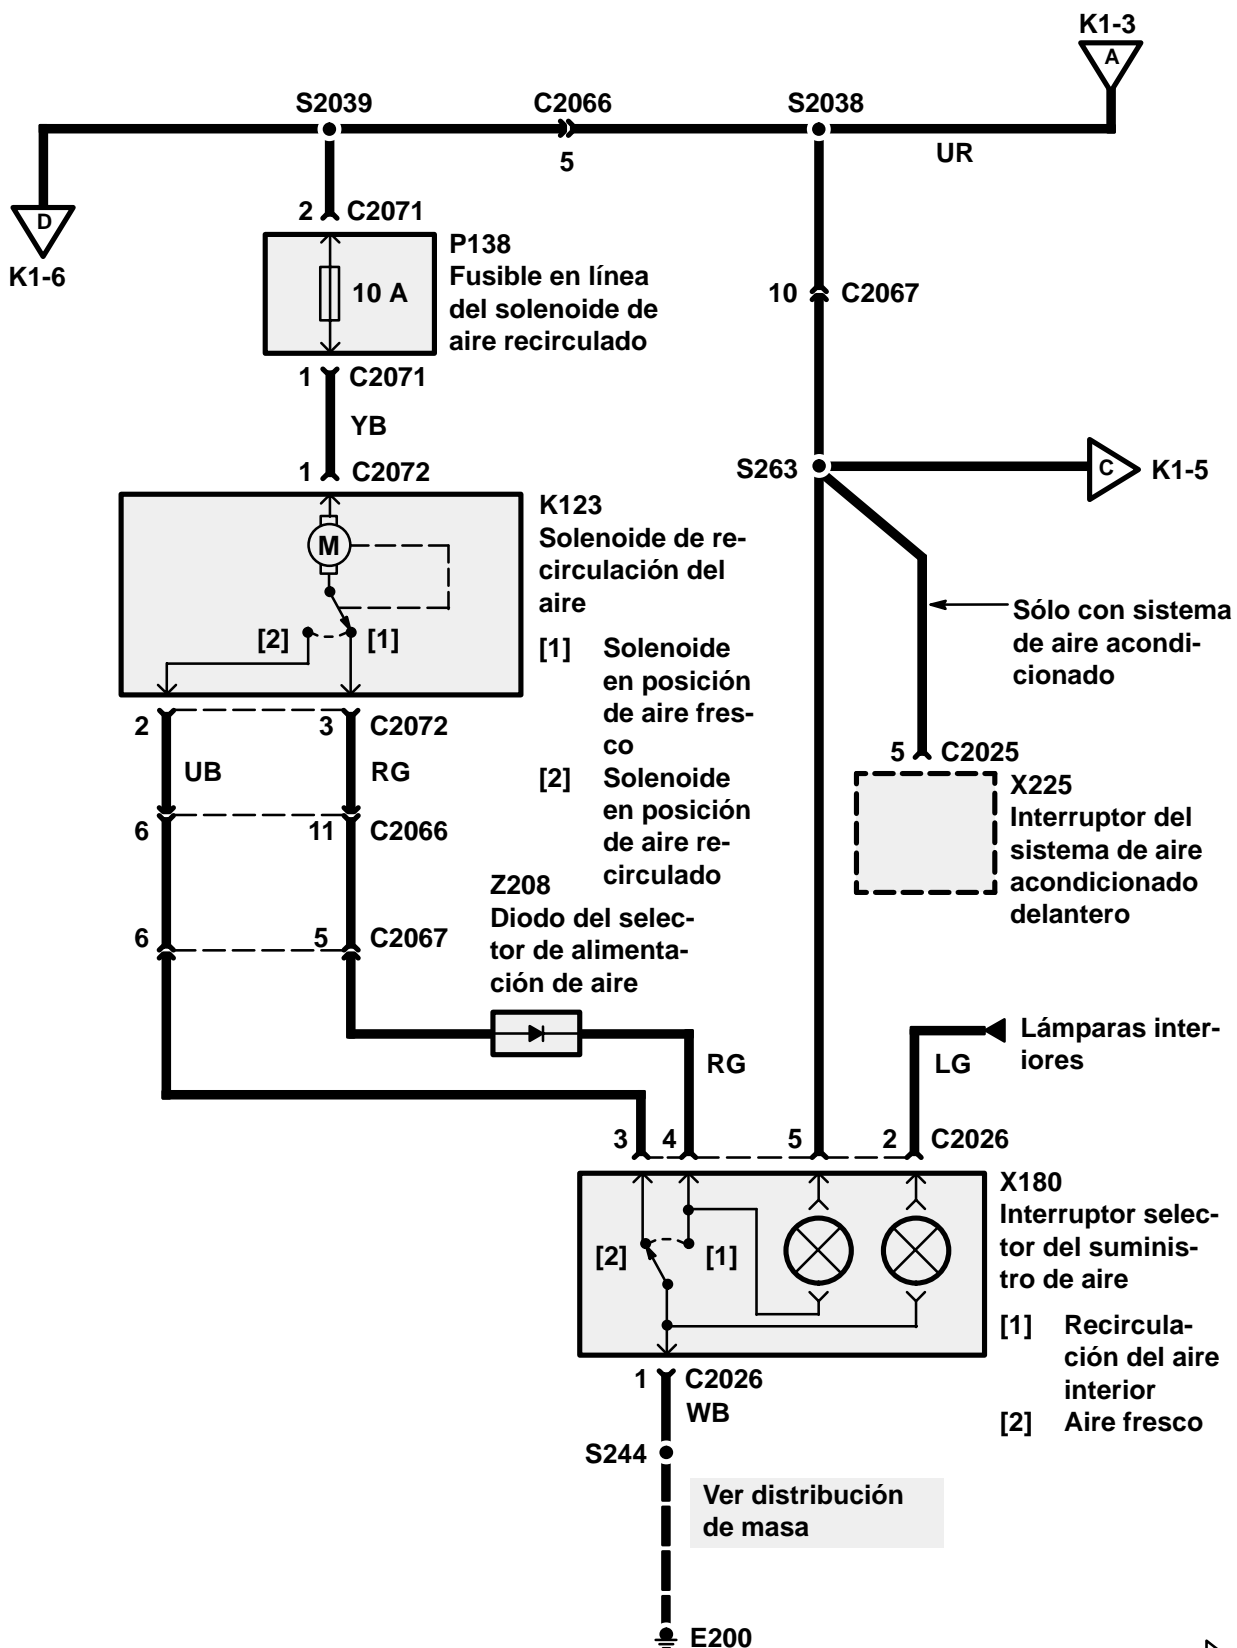 K1-3
A
S2039
C2066
S2038
5
UR
D
K1-6
2
C2071
P138
Fusible en línea
del solenoide de
aire recirculado
10 A
10
C2067
1
C2071
YB
1
C2072
S263
C
K1-5
K123
Solenoide de re-
circulación del
aire
M
[2]
[1]
[1] Solenoide
en posición
de aire fres-
co
[2] Solenoide
en posición
de aire re-
circulado
Sólo con sistema
de aire acondi-
cionado
2
3
C2072
UB
RG
5
C2025
X225
Interruptor del
sistema de aire
acondicionado
delantero
6
11
C2066
Z208
Diodo del selec-
tor de alimenta-
ción de aire
6
5
C2067
Lámparas inter-
iores
RG
LG
3
4
5
2
C2026
X180
Interruptor selec-
tor del suminis-
tro de aire
[2]
[1]
[1] Recircula-
ción del aire
interior
[2] Aire fresco
1
C2026
WB
S244
Ver distribución
de masa
E200